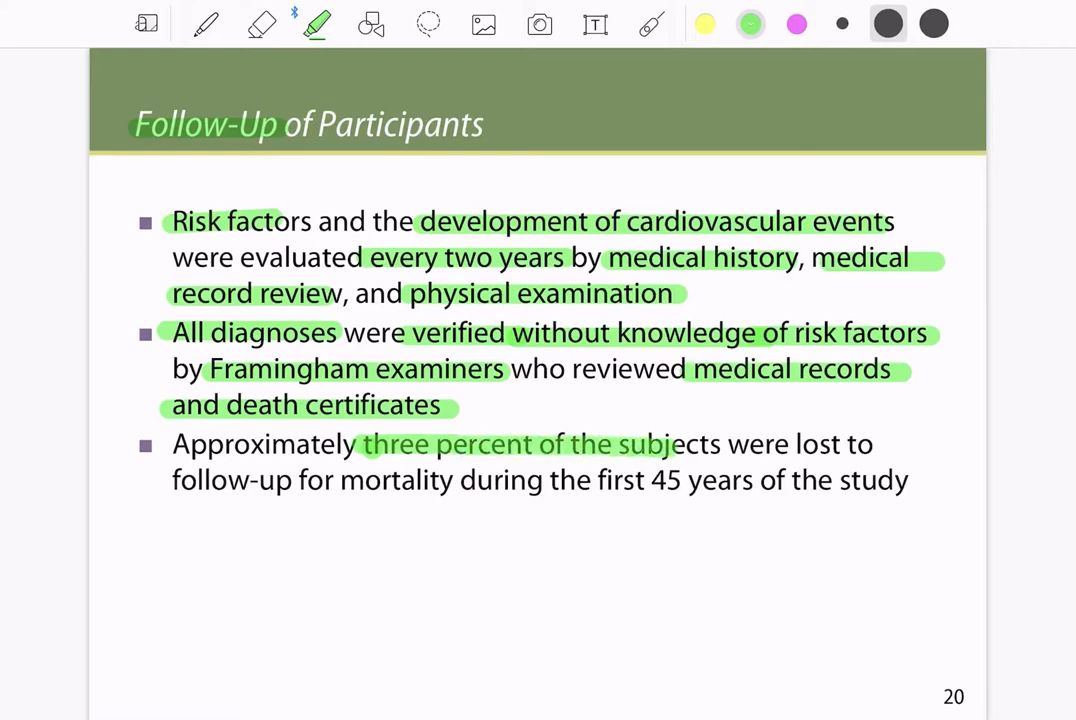 T
Follow-Up of Participants
Risk factors and the development of cardiovascular events
were evaluated every two years by medical history, medical
record review, and physical examination
All diagnoses were verified without knowledge of risk factors
by Framingham examiners who reviewed medical records
and death certificates
Approximately three percent of the subjects were lost to
follow-up for mortality during the first 45 years of the study
20